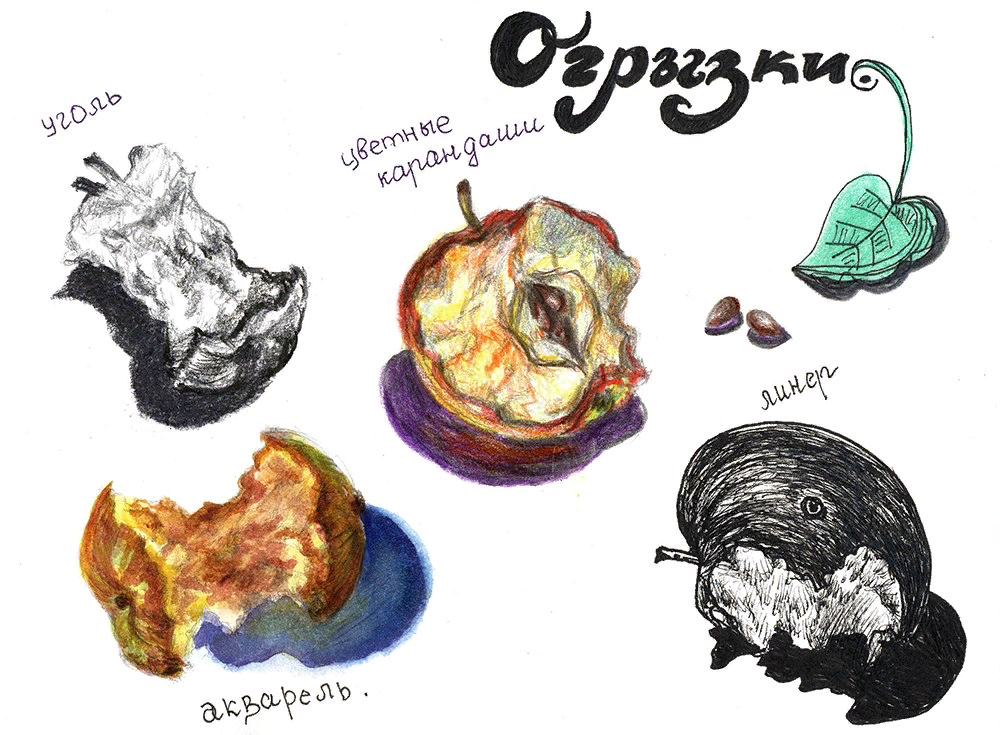 Огрызки
уголь
цветные
карандаши
линер
акварель.